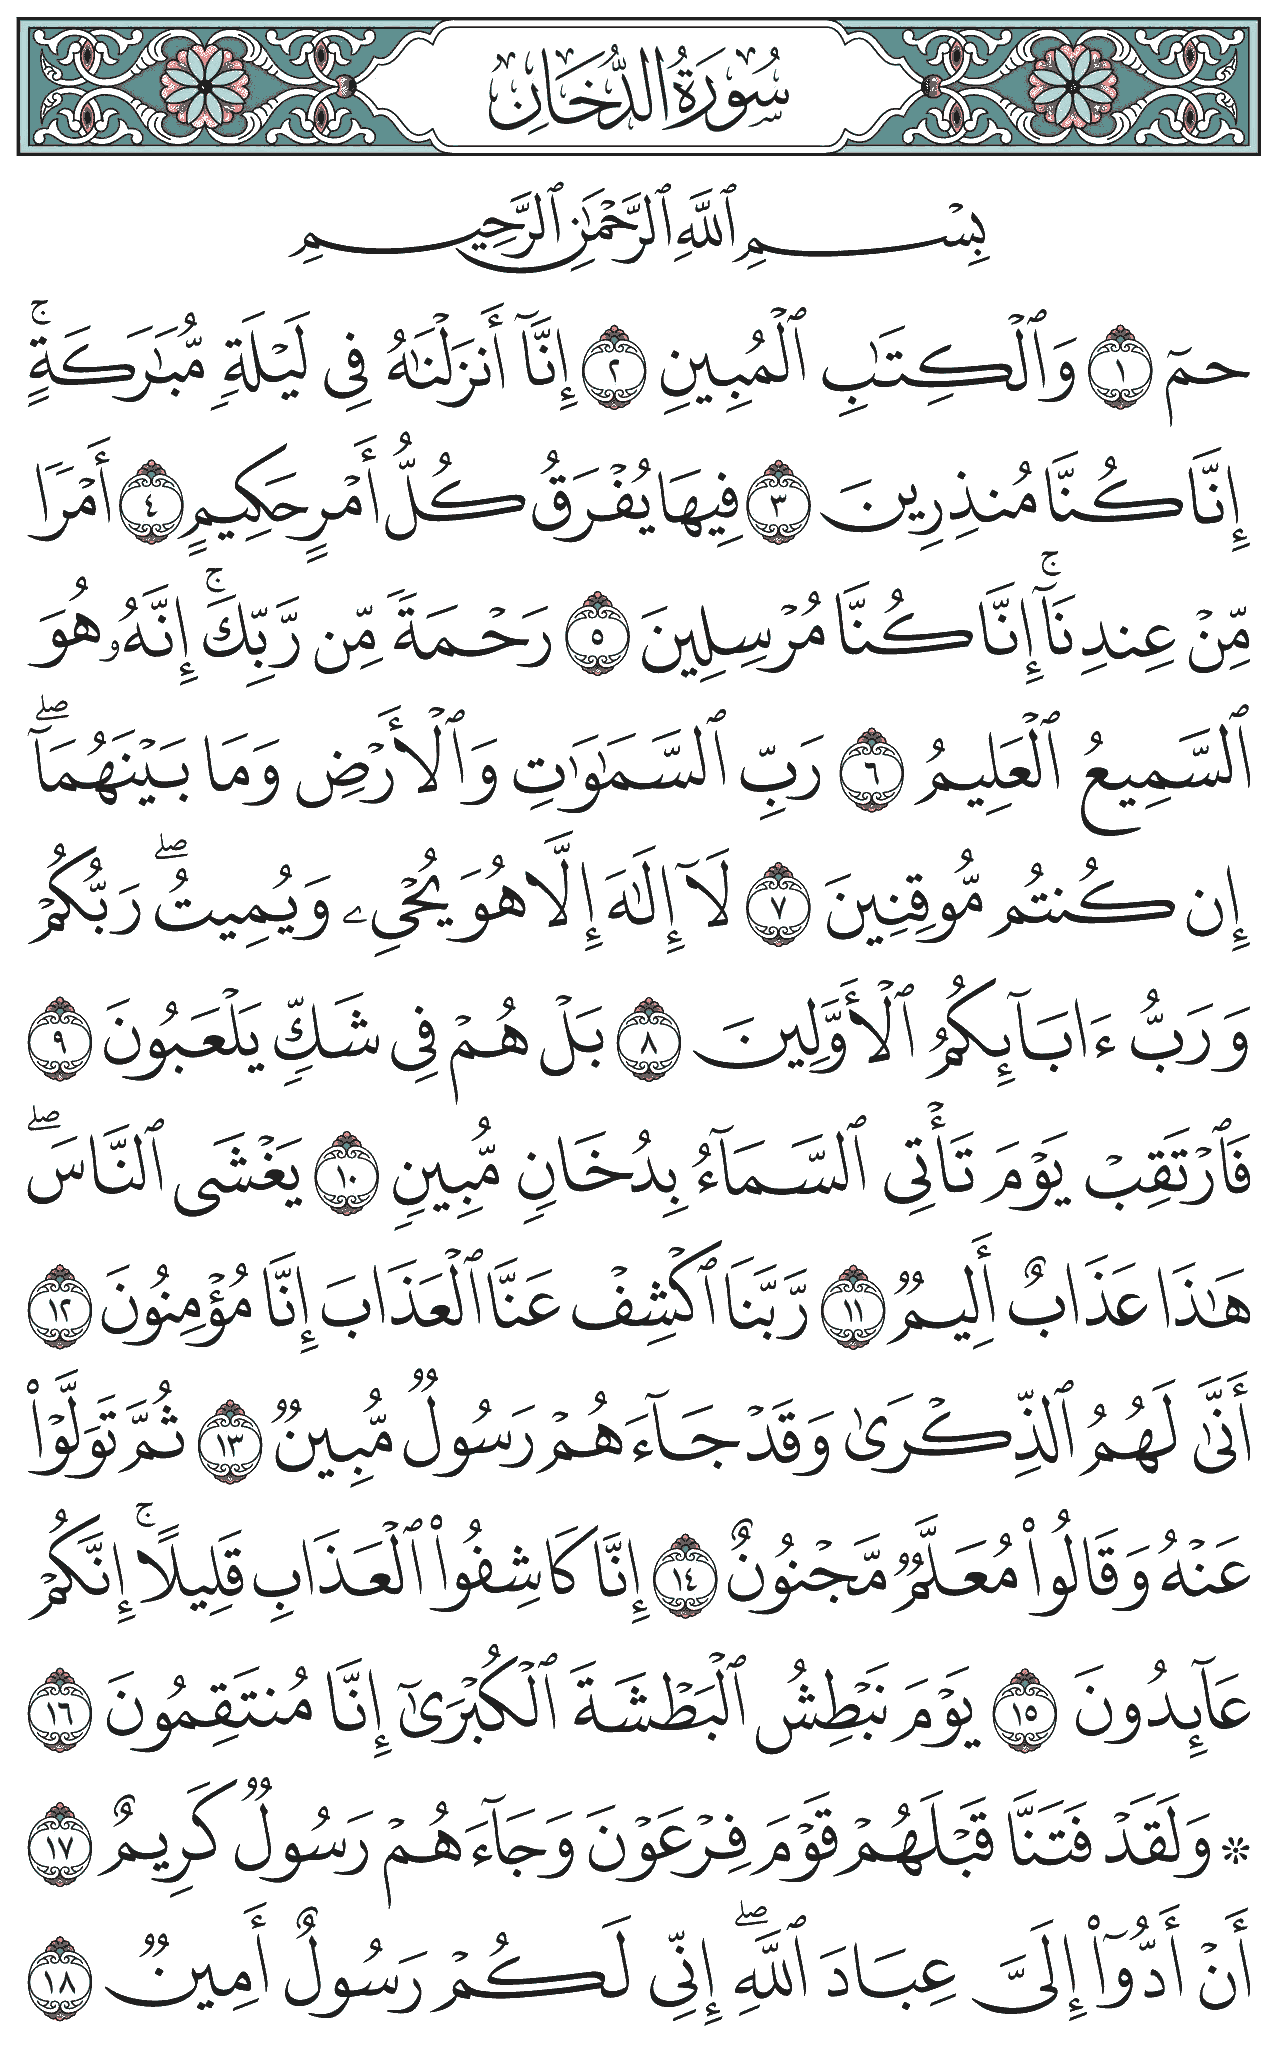 سُورَةُ الدُّخَانِ
بِسۡمِ ٱللَّهِ ٱلرَّحۡمَٰنِ ٱلرَّحِيمِ
حمٓ ١ وَٱلۡكِتَٰبِ ٱلۡمُبِينِ ٢ إِنَّآ أَنزَلۡنَٰهُ فِي لَيۡلَةٖ مُّبَٰرَكَةٍۚ
إِنَّا كُنَّا مُنذِرِينَ ٣ فِيهَا يُفۡرَقُ كُلُّ أَمۡرٍ حَكِيمٍ ٤ أَمۡرٗا
مِّنۡ عِندِنَآۚ إِنَّا كُنَّا مُرۡسِلِينَ ٥ رَحۡمَةٗ مِّن رَّبِّكَۚ إِنَّهُۥ هُوَ
ٱلسَّمِيعُ ٱلۡعَلِيمُ ٦ رَبِّ ٱلسَّمَٰوَٰتِ وَٱلۡأَرۡضِ وَمَا بَيۡنَهُمَآۖ
إِن كُنتُم مُّوقِنِينَ ٧ لَآ إِلَٰهَ إِلَّا هُوَ يُحۡيِۦ وَيُمِيتُۖ رَبُّكُمۡ
وَرَبُّ ءَابَآئِكُمُ ٱلۡأَوَّلِينَ ٨ بَلۡ هُمۡ فِي شَكّٖ يَلۡعَبُونَ ٩
فَٱرۡتَقِبۡ يَوۡمَ تَأۡتِي ٱلسَّمَآءُ بِدُخَانٖ مُّبِينٖ ١٠ يَغۡشَى ٱلنَّاسَۖ
هَٰذَا عَذَابٌ أَلِيمٞ ١١ رَّبَّنَا ٱكۡشِفۡ عَنَّا ٱلۡعَذَابَ إِنَّا مُؤۡمِنُونَ ١٢
أَنَّىٰ لَهُمُ ٱلذِّكۡرَىٰ وَقَدۡ جَآءَهُمۡ رَسُولٞ مُّبِينٞ ١٣ ثُمَّ تَوَلَّوۡاْ
عَنۡهُ وَقَالُواْ مُعَلَّمٞ مَّجۡنُونٌ ١٤ إِنَّا كَاشِفُواْ ٱلۡعَذَابِ قَلِيلًاۚ إِنَّكُمۡ
عَآئِدُونَ ١٥ يَوۡمَ نَبۡطِشُ ٱلۡبَطۡشَةَ ٱلۡكُبۡرَىٰٓ إِنَّا مُنتَقِمُونَ ١٦
۞ وَلَقَدۡ فَتَنَّا قَبۡلَهُمۡ قَوۡمَ فِرۡعَوۡنَ وَجَآءَهُمۡ رَسُولٞ كَرِيمٌ ١٧
أَنۡ أَدُّوٓاْ إِلَيَّ عِبَادَ ٱللَّهِۖ إِنِّي لَكُمۡ رَسُولٌ أَمِينٞ ١٨